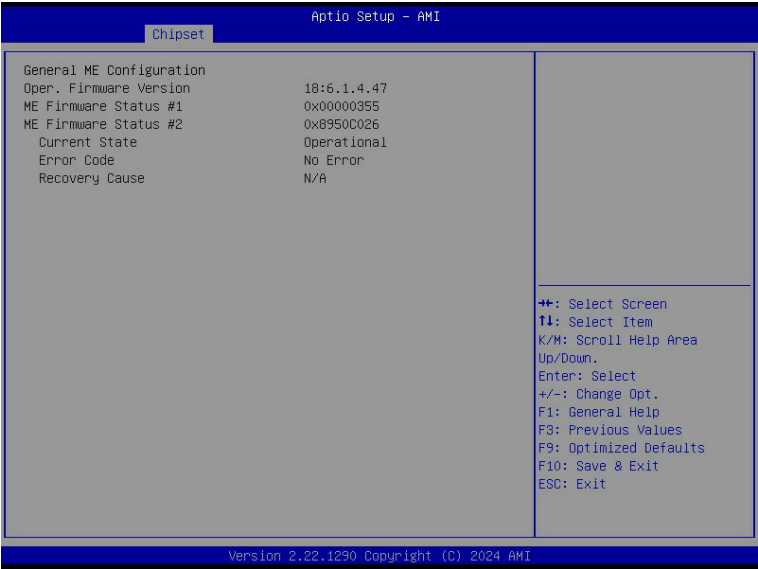 Aptio Setup – AMI
Chipset
General ME Configuration
Oper. Firmware Version 18:6.1.4.47
ME Firmware Status #1 0x00000355
ME Firmware Status #2 0x8950C026
Current State Operational
Error Code No Error
Recovery Cause N/A
→←: Select Screen
↑↓: Select Item
K/M: Scroll Help Area
Up/Down.
Enter: Select
+/-: Change Opt.
F1: General Help
F3: Previous Values
F9: Optimized Defaults
F10: Save & Exit
ESC: Exit
Version 2.22.1290 Copyright (C) 2024 AMI